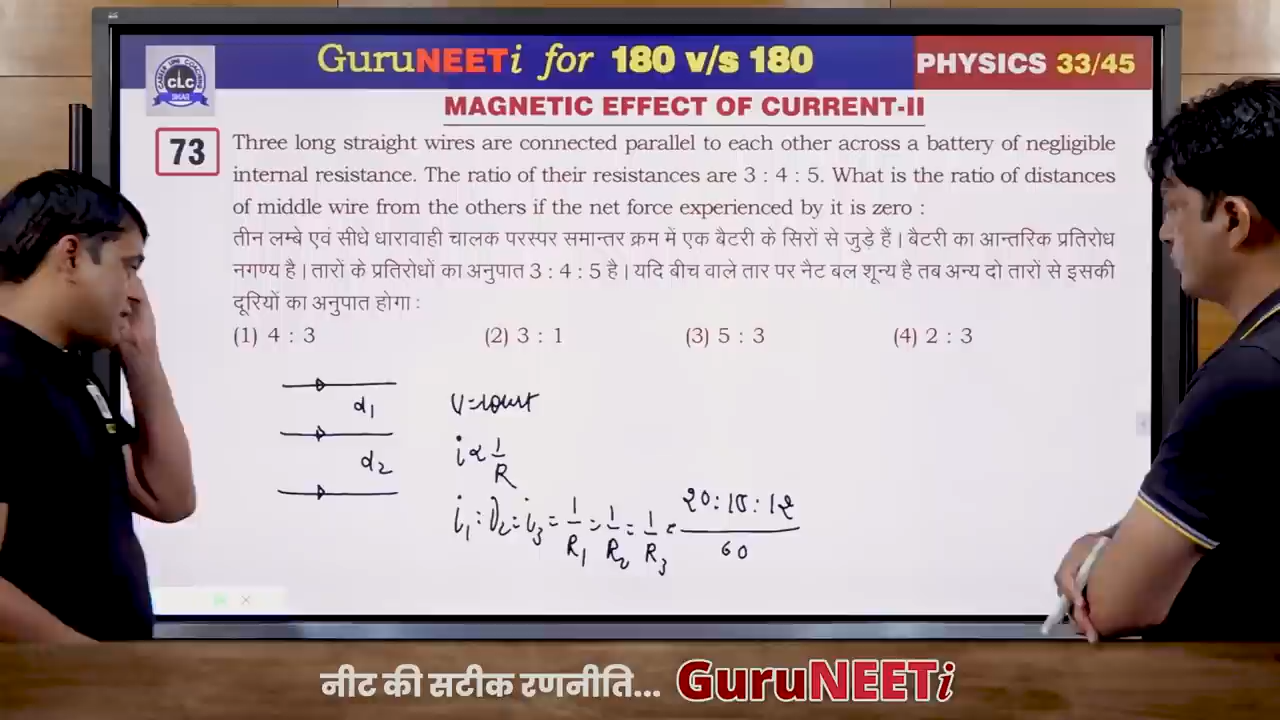 GuruNEETi for 180 v/s 180
PHYSICS 33/45
CLC
SIKAR
MAGNETIC EFFECT OF CURRENT-II
73
Three long straight wires are connected parallel to each other across a battery of negligible
internal resistance. The ratio of their resistances are 3 : 4 : 5. What is the ratio of distances
of middle wire from the others if the net force experienced by it is zero :
तीन लम्बे एवं सीधे धारावाही चालक परस्पर समान्तर क्रम में एक बैटरी के सिरों से जुड़े हैं। बैटरी का आन्तरिक प्रतिरोध
नगण्य है। तारों के प्रतिरोधों का अनुपात 3 : 4 : 5 है। यदि बीच वाले तार पर नैट बल शून्य है तब अन्य दो तारों से इसकी
दूरियों का अनुपात होगा :
(1) 4 : 3 (2) 3 : 1 (3) 5 : 3 (4) 2 : 3
d₁
d₂
V=const
i∝1/R
i₁:i₂=i₃=1/R₁=1/R₂=1/R₃= 20:15:12/60
नीट की सटीक रणनीति... GuruNEETi